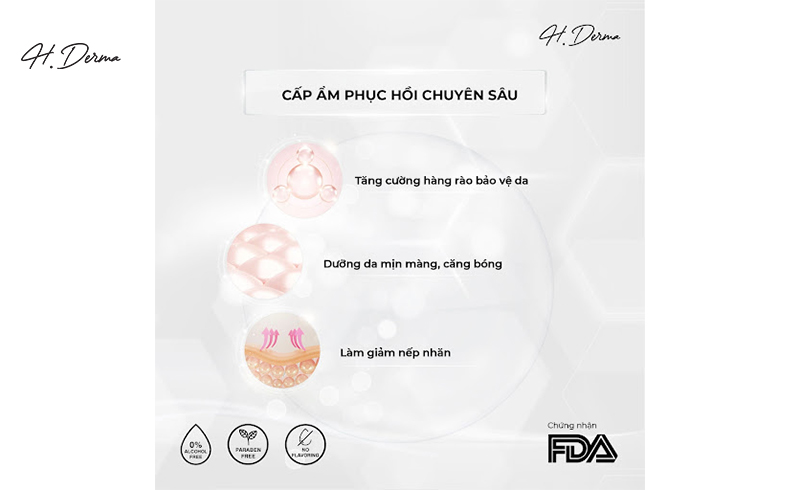 H. Derma
H. Derma
CẤP ẨM PHỤC HỒI CHUYÊN SÂU
Tăng cường hàng rào bảo vệ da
Dưỡng da mịn màng, căng bóng
Làm giảm nếp nhăn
0%
ALCOHOL
FREE
PARABEN
FREE
NO
FLAVORING
Chứng nhận
FDA